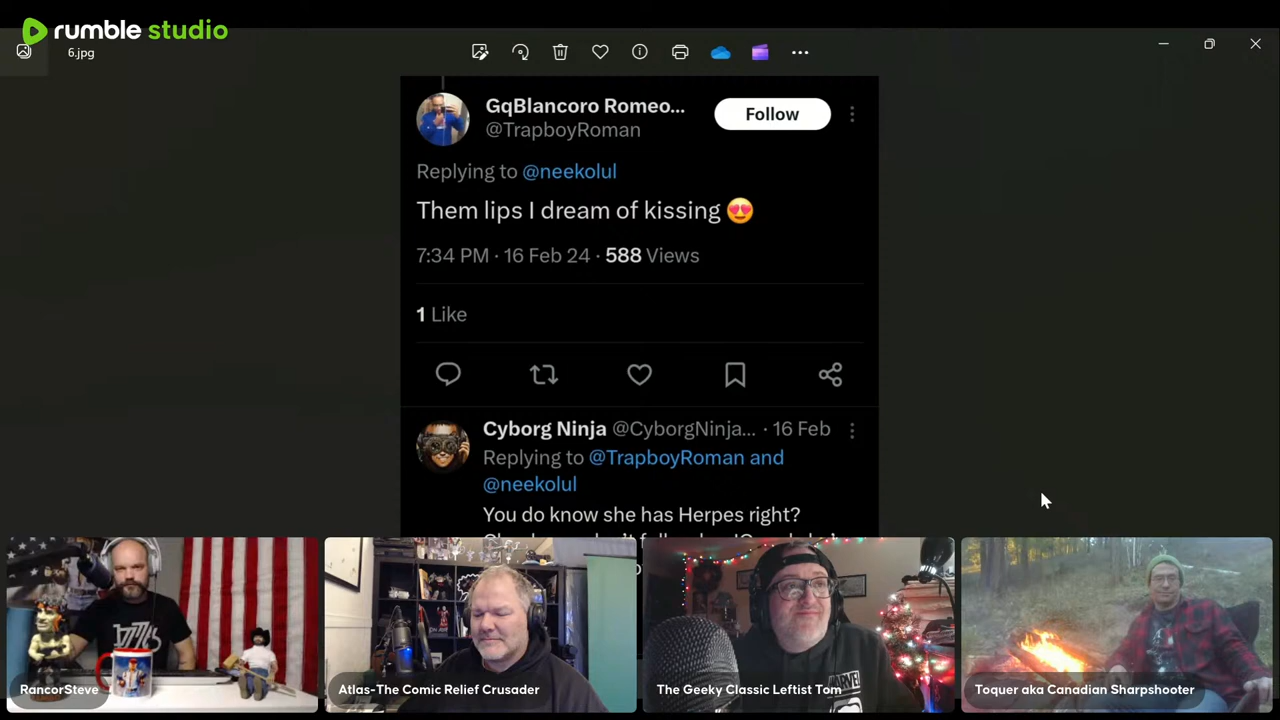 rumble studio
6.jpg
GqBlancoro Romeo...
@TrapboyRoman
Follow
Replying to @neekolul
Them lips I dream of kissing 😍
7:34 PM · 16 Feb 24 · 588 Views
1 Like
Cyborg Ninja @CyborgNinja... · 16 Feb
Replying to @TrapboyRoman and
@neekolul
You do know she has Herpes right?
RancorSteve
Atlas-The Comic Relief Crusader
The Geeky Classic Leftist Tom
Toquer aka Canadian Sharpshooter